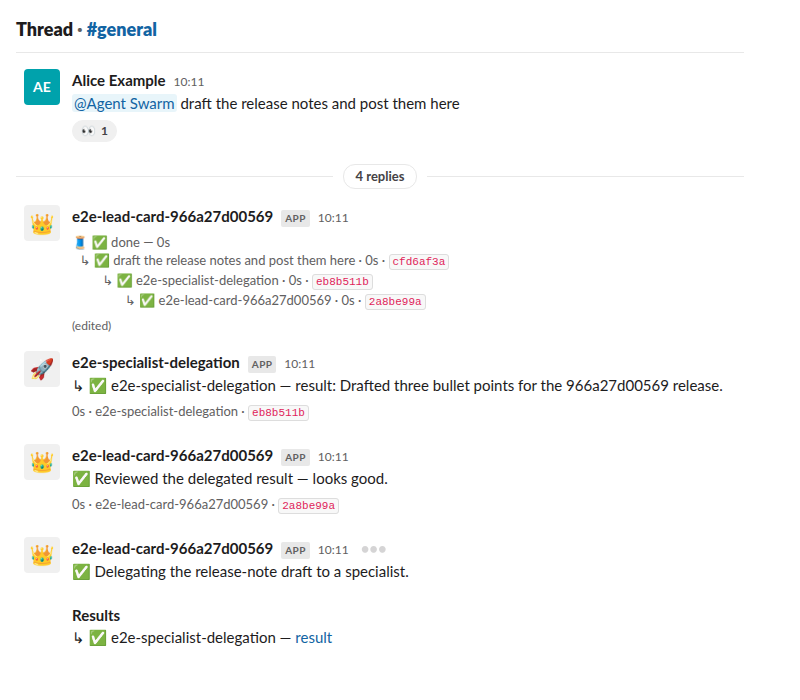 Thread • #general
AE
Alice Example 10:11
@Agent Swarm draft the release notes and post them here
👀 1
4 replies
e2e-lead-card-966a27d00569 APP 10:11
🧵 ✅ done — 0s
↳ ✅ draft the release notes and post them here · 0s · cfd6af3a
↳ ✅ e2e-specialist-delegation · 0s · eb8b511b
↳ ✅ e2e-lead-card-966a27d00569 · 0s · 2a8be99a
(edited)
e2e-specialist-delegation APP 10:11
↳ ✅ e2e-specialist-delegation — result: Drafted three bullet points for the 966a27d00569 release.
0s · e2e-specialist-delegation · eb8b511b
e2e-lead-card-966a27d00569 APP 10:11
✅ Reviewed the delegated result — looks good.
0s · e2e-lead-card-966a27d00569 · 2a8be99a
e2e-lead-card-966a27d00569 APP 10:11
✅ Delegating the release-note draft to a specialist.
Results
↳ ✅ e2e-specialist-delegation — result